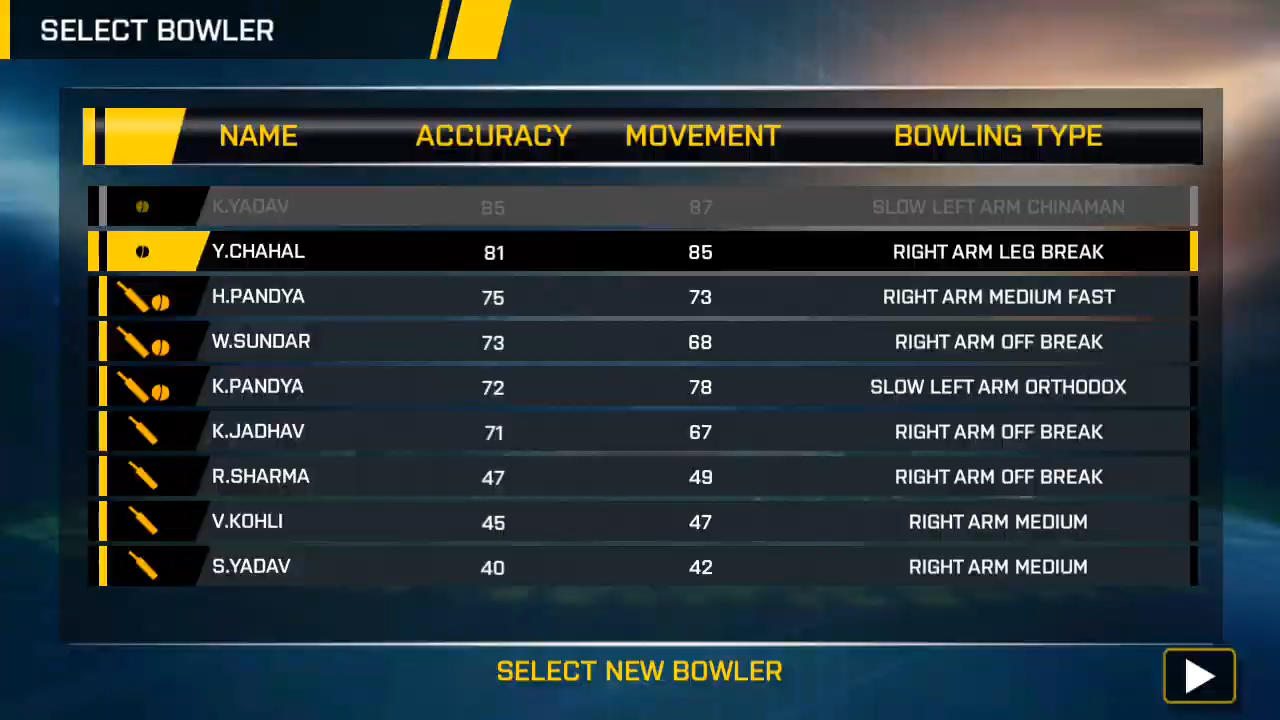 SELECT BOWLER
NAME ACCURACY MOVEMENT BOWLING TYPE
K.YADAV 85 87 SLOW LEFT ARM CHINAMAN
Y.CHAHAL 81 85 RIGHT ARM LEG BREAK
H.PANDYA 75 73 RIGHT ARM MEDIUM FAST
W.SUNDAR 73 68 RIGHT ARM OFF BREAK
K.PANDYA 72 78 SLOW LEFT ARM ORTHODOX
K.JADHAV 71 67 RIGHT ARM OFF BREAK
R.SHARMA 47 49 RIGHT ARM OFF BREAK
V.KOHLI 45 47 RIGHT ARM MEDIUM
S.YADAV 40 42 RIGHT ARM MEDIUM
SELECT NEW BOWLER